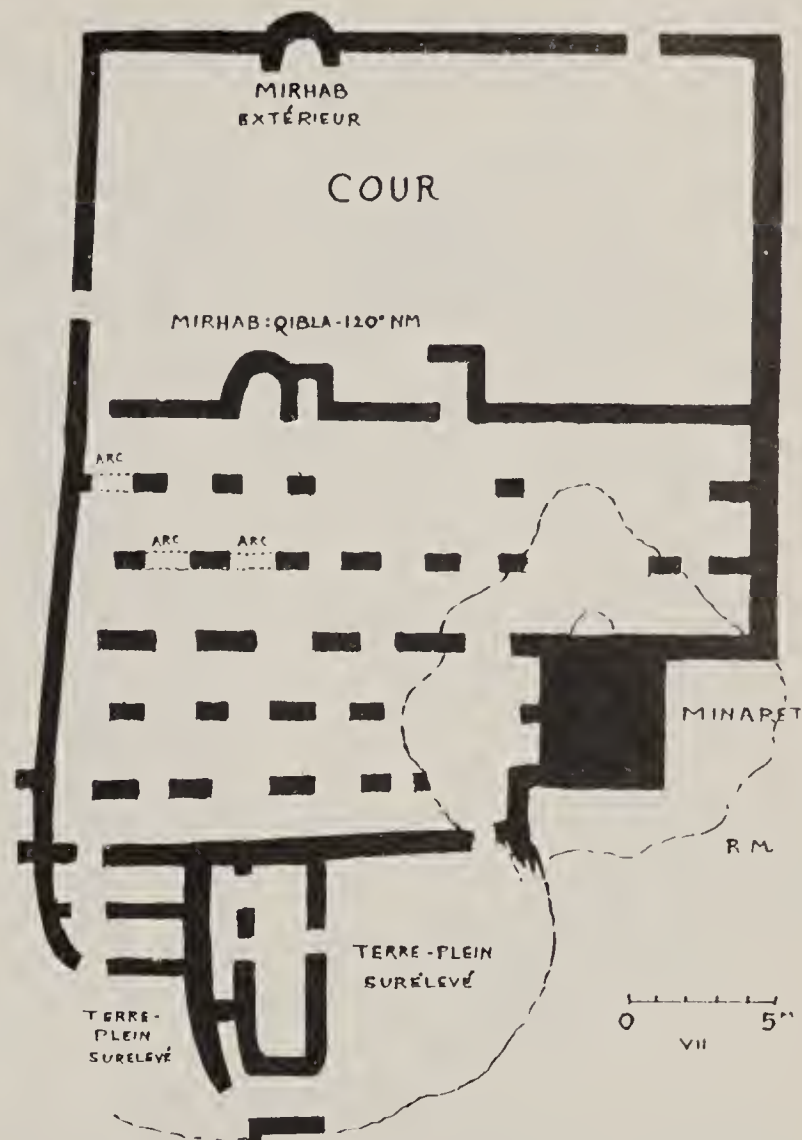 MIRHAB
EXTÉRIEUR
COUR
MIRHAB:QIBLA-120° NM
ARC
ARC
ARC
MINARET
R M.
TERRE-PLEIN
SURÉLEVÉ
TERRE-
PLEIN
SURELEVÉ
0 5M
VII